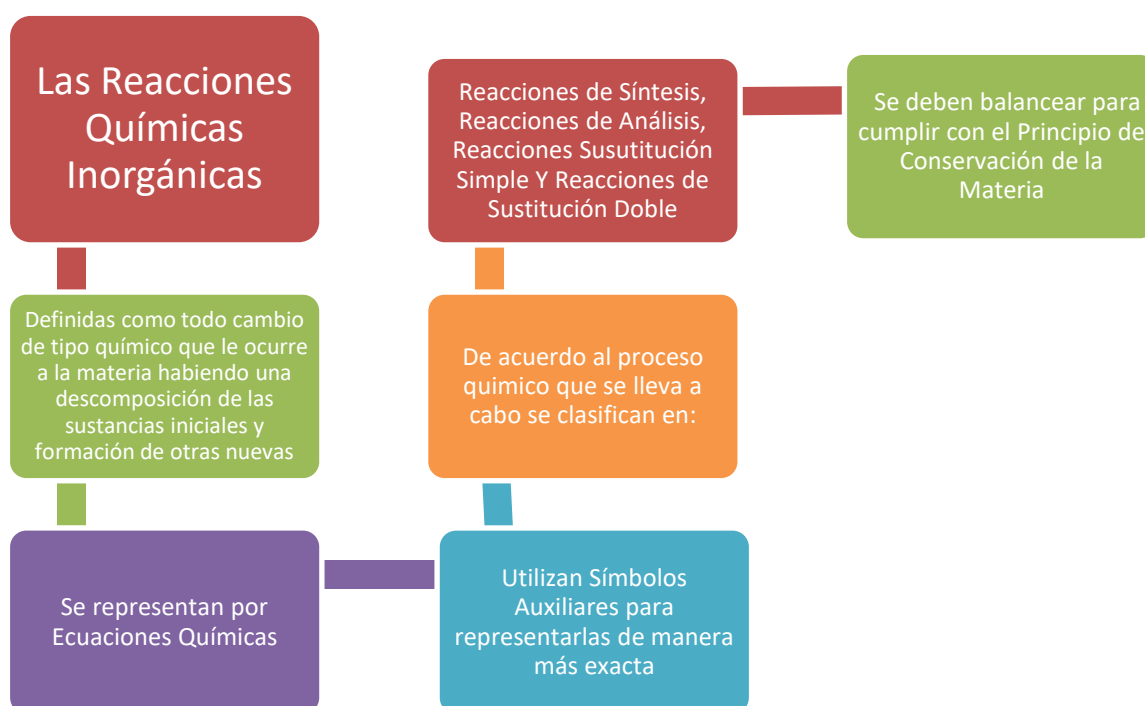 Las Reacciones
Químicas
Inorgánicas
Definidas como todo cambio
de tipo químico que le ocurre
a la materia habiendo una
descomposición de las
sustancias iniciales y
formación de otras nuevas
Se representan por
Ecuaciones Químicas
Utilizan Símbolos
Auxiliares para
representarlas de manera
más exacta
De acuerdo al proceso
quimico que se lleva a
cabo se clasifican en:
Reacciones de Síntesis,
Reacciones de Análisis,
Reacciones Susutitución
Simple Y Reacciones de
Sustitución Doble
Se deben balancear para
cumplir con el Principio de
Conservación de la
Materia